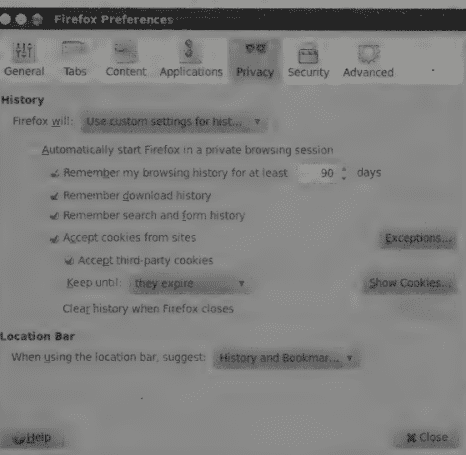 Firefox Preferences
General Tabs Content Applications Privacy Security Advanced
History
Firefox will: Use custom settings for hist...
Automatically start Firefox in a private browsing session
Remember my browsing history for at least 90 days
Remember download history
Remember search and form history
Accept cookies from sites Exceptions...
Accept third-party cookies
Keep until: they expire Show Cookies...
Clear history when Firefox closes
Location Bar
When using the location bar, suggest: History and Bookmar...
Help Close